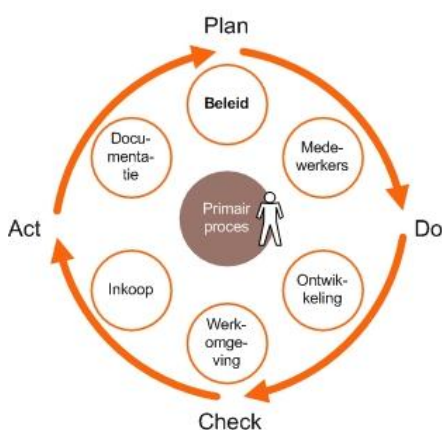 Plan
Beleid
Docu-
menta-
tie
Mede-
werkers
Primair
proces
Act
Do
Inkoop
Ontwik-
keling
Werk-
omge-
ving
Check